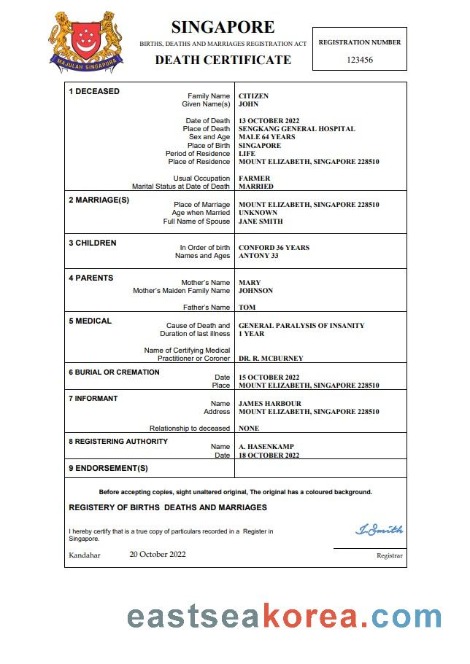 SINGAPORE
BIRTHS, DEATHS AND MARRIAGES REGISTRATION ACT
DEATH CERTIFICATE
REGISTRATION NUMBER
123456
MAJULAH SINGAPURA
1 DECEASED
Family Name CITIZEN
Given Name(s) JOHN
Date of Death 13 OCTOBER 2022
Place of Death SENGKANG GENERAL HOSPITAL
Sex and Age MALE 64 YEARS
Place of Birth SINGAPORE
Period of Residence LIFE
Place of Residence MOUNT ELIZABETH, SINGAPORE 228510
Usual Occupation FARMER
Marital Status at Date of Death MARRIED
2 MARRIAGE(S)
Place of Marriage MOUNT ELIZABETH, SINGAPORE 228510
Age when Married UNKNOWN
Full Name of Spouse JANE SMITH
3 CHILDREN
In Order of birth CONFORD 36 YEARS
Names and Ages ANTONY 33
4 PARENTS
Mother's Name MARY
Mother's Maiden Family Name JOHNSON
Father's Name TOM
5 MEDICAL
Cause of Death and GENERAL PARALYSIS OF INSANITY
Duration of last illness 1 YEAR
Name of Certifying Medical
Practitioner or Coroner DR. R. MCBURNEY
6 BURIAL OR CREMATION
Date 15 OCTOBER 2022
Place MOUNT ELIZABETH, SINGAPORE 228510
7 INFORMANT
Name JAMES HARBOUR
Address MOUNT ELIZABETH, SINGAPORE 228510
Relationship to deceased NONE
8 REGISTERING AUTHORITY
Name A. HASENKAMP
Date 18 OCTOBER 2022
9 ENDORSEMENT(S)
Before accepting copies, sight unaltered original, The original has a coloured background.
REGISTRY OF BIRTHS DEATHS AND MARRIAGES
I hereby certify that is a true copy of particulars recorded in a Register in
Singapore.
J. Smith
Kandahar 20 October 2022 Registrar
eastseakorea.com